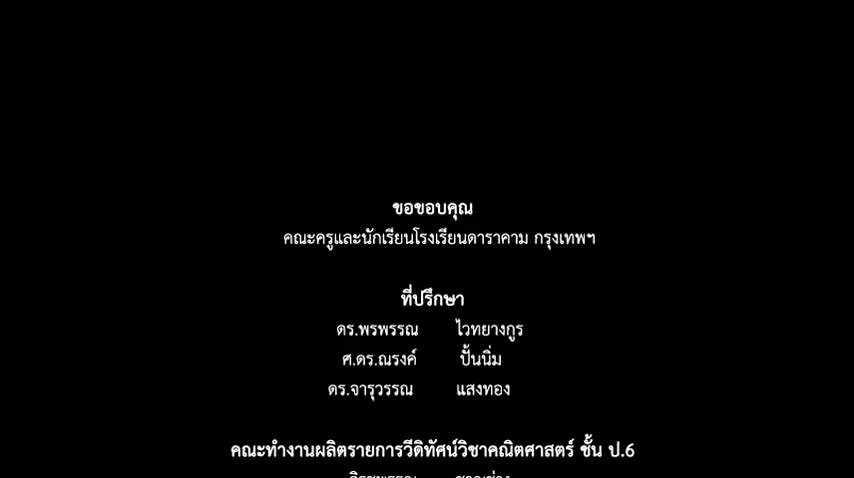 ขอขอบคุณ
คณะครูและนักเรียนโรงเรียนดาราคาม กรุงเทพฯ
ที่ปรึกษา
ดร.พรพรรณ ไวทยางกูร
ศ.ดร.ณรงค์ ปั้นนิ่ม
ดร.จารุวรรณ แสงทอง
คณะทำงานผลิตรายการวีดิทัศน์วิชาคณิตศาสตร์ ชั้น ป.6